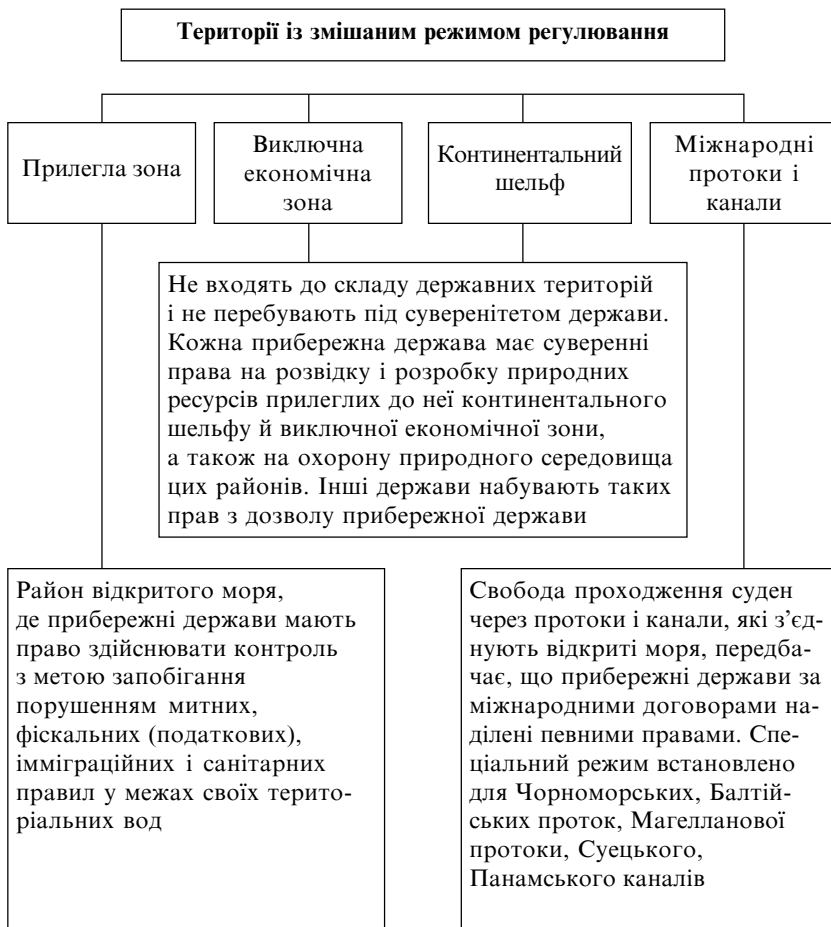 Території із змішаним режимом регулювання
Прилегла зона
Виключна
економічна
зона
Континентальний
шельф
Міжнародні
протоки і
канали
Не входять до складу державних територій
і не перебувають під суверенітетом держави.
Кожна прибережна держава має суверенні
права на розвідку і розробку природних
ресурсів прилеглих до неї континентального
шельфу й виключної економічної зони,
а також на охорону природного середовища
цих районів. Інші держави набувають таких
прав з дозволу прибережної держави
Район відкритого моря,
де прибережні держави мають
право здійснювати контроль
з метою запобігання
порушенням митних,
фіскальних (податкових),
імміграційних і санітарних
правил у межах своїх терито-
ріальних вод
Свобода проходження суден
через протоки і канали, які з’єд-
нують відкриті моря, передба-
чає, що прибережні держави за
міжнародними договорами на-
ділені певними правами. Спе-
ціальний режим встановлено
для Чорноморських, Балтій-
ських проток, Магелланової
протоки, Суецького,
Панамського каналів